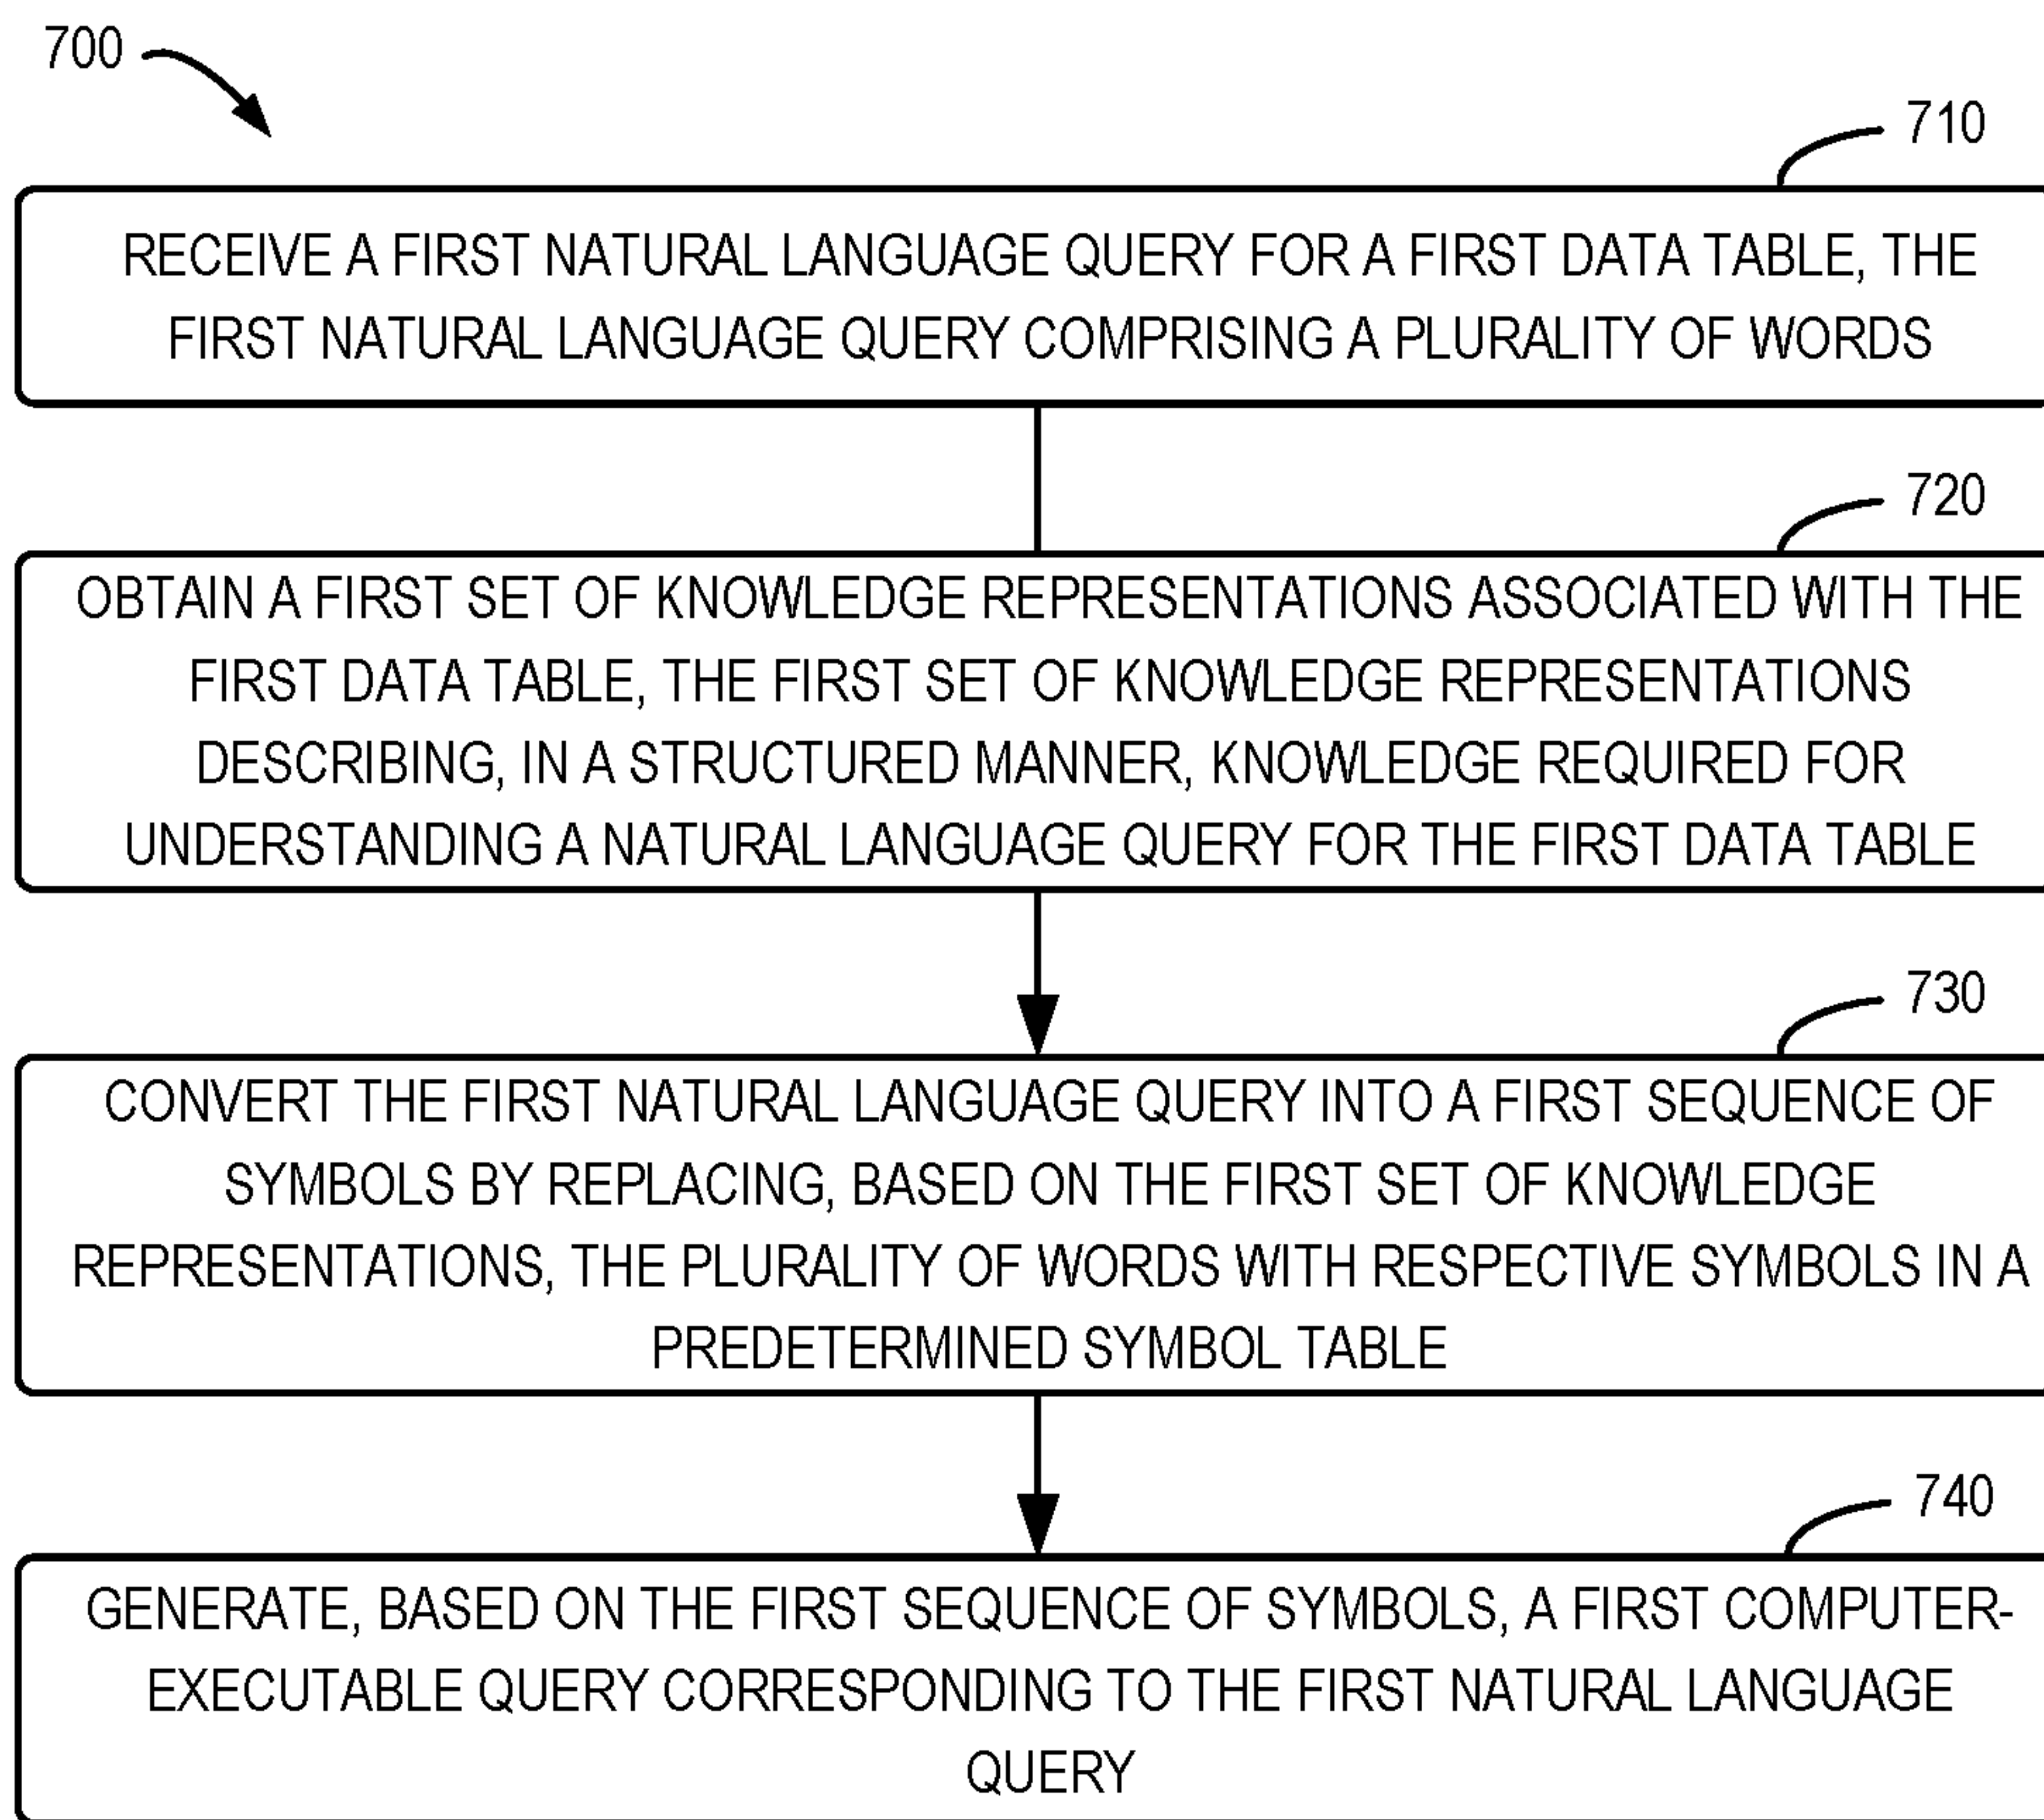 700
710
RECEIVE A FIRST NATURAL LANGUAGE QUERY FOR A FIRST DATA TABLE, THE
FIRST NATURAL LANGUAGE QUERY COMPRISING A PLURALITY OF WORDS
720
OBTAIN A FIRST SET OF KNOWLEDGE REPRESENTATIONS ASSOCIATED WITH THE
FIRST DATA TABLE, THE FIRST SET OF KNOWLEDGE REPRESENTATIONS
DESCRIBING, IN A STRUCTURED MANNER, KNOWLEDGE REQUIRED FOR
UNDERSTANDING A NATURAL LANGUAGE QUERY FOR THE FIRST DATA TABLE
730
CONVERT THE FIRST NATURAL LANGUAGE QUERY INTO A FIRST SEQUENCE OF
SYMBOLS BY REPLACING, BASED ON THE FIRST SET OF KNOWLEDGE
REPRESENTATIONS, THE PLURALITY OF WORDS WITH RESPECTIVE SYMBOLS IN A
PREDETERMINED SYMBOL TABLE
740
GENERATE, BASED ON THE FIRST SEQUENCE OF SYMBOLS, A FIRST COMPUTER-
EXECUTABLE QUERY CORRESPONDING TO THE FIRST NATURAL LANGUAGE
QUERY